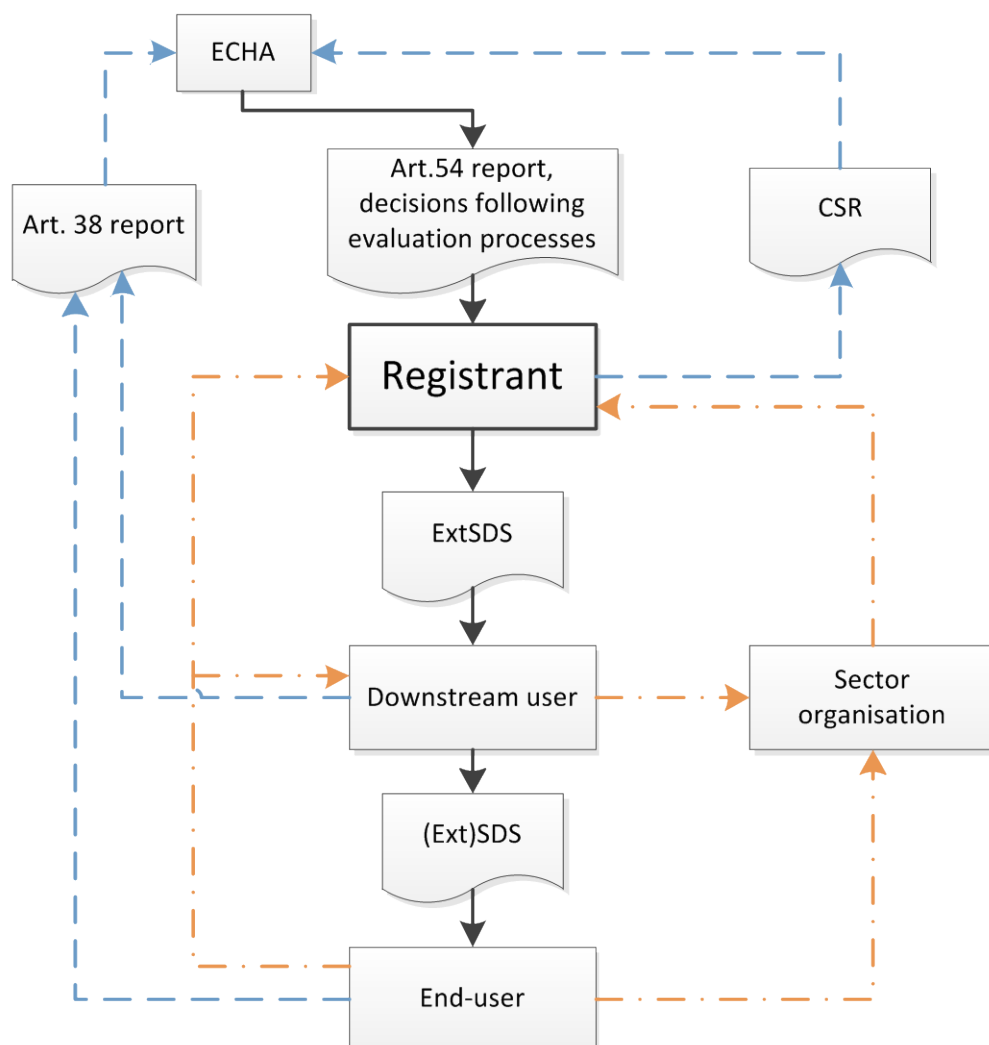 ECHA
Art.54 report,
decisions following
evaluation processes
Art. 38 report
CSR
Registrant
ExtSDS
Downstream user
Sector
organisation
(Ext)SDS
End-user